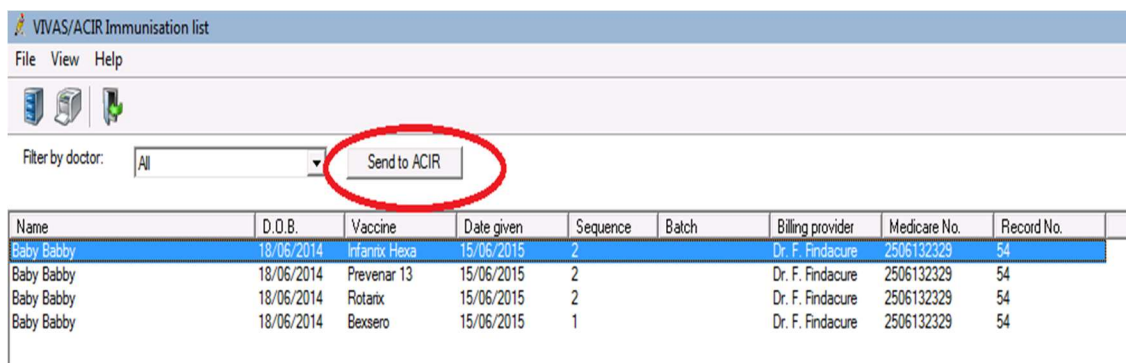 VIVAS/ACIR Immunisation list
File View Help
Filter by doctor: All Send to ACIR
Name D.O.B. Vaccine Date given Sequence Batch Billing provider Medicare No. Record No.
Baby Babby 18/06/2014 Infanrix Hexa 15/06/2015 2 Dr. F. Findacure 2506132329 54
Baby Babby 18/06/2014 Prevenar 13 15/06/2015 2 Dr. F. Findacure 2506132329 54
Baby Babby 18/06/2014 Rotarix 15/06/2015 2 Dr. F. Findacure 2506132329 54
Baby Babby 18/06/2014 Bexsero 15/06/2015 1 Dr. F. Findacure 2506132329 54